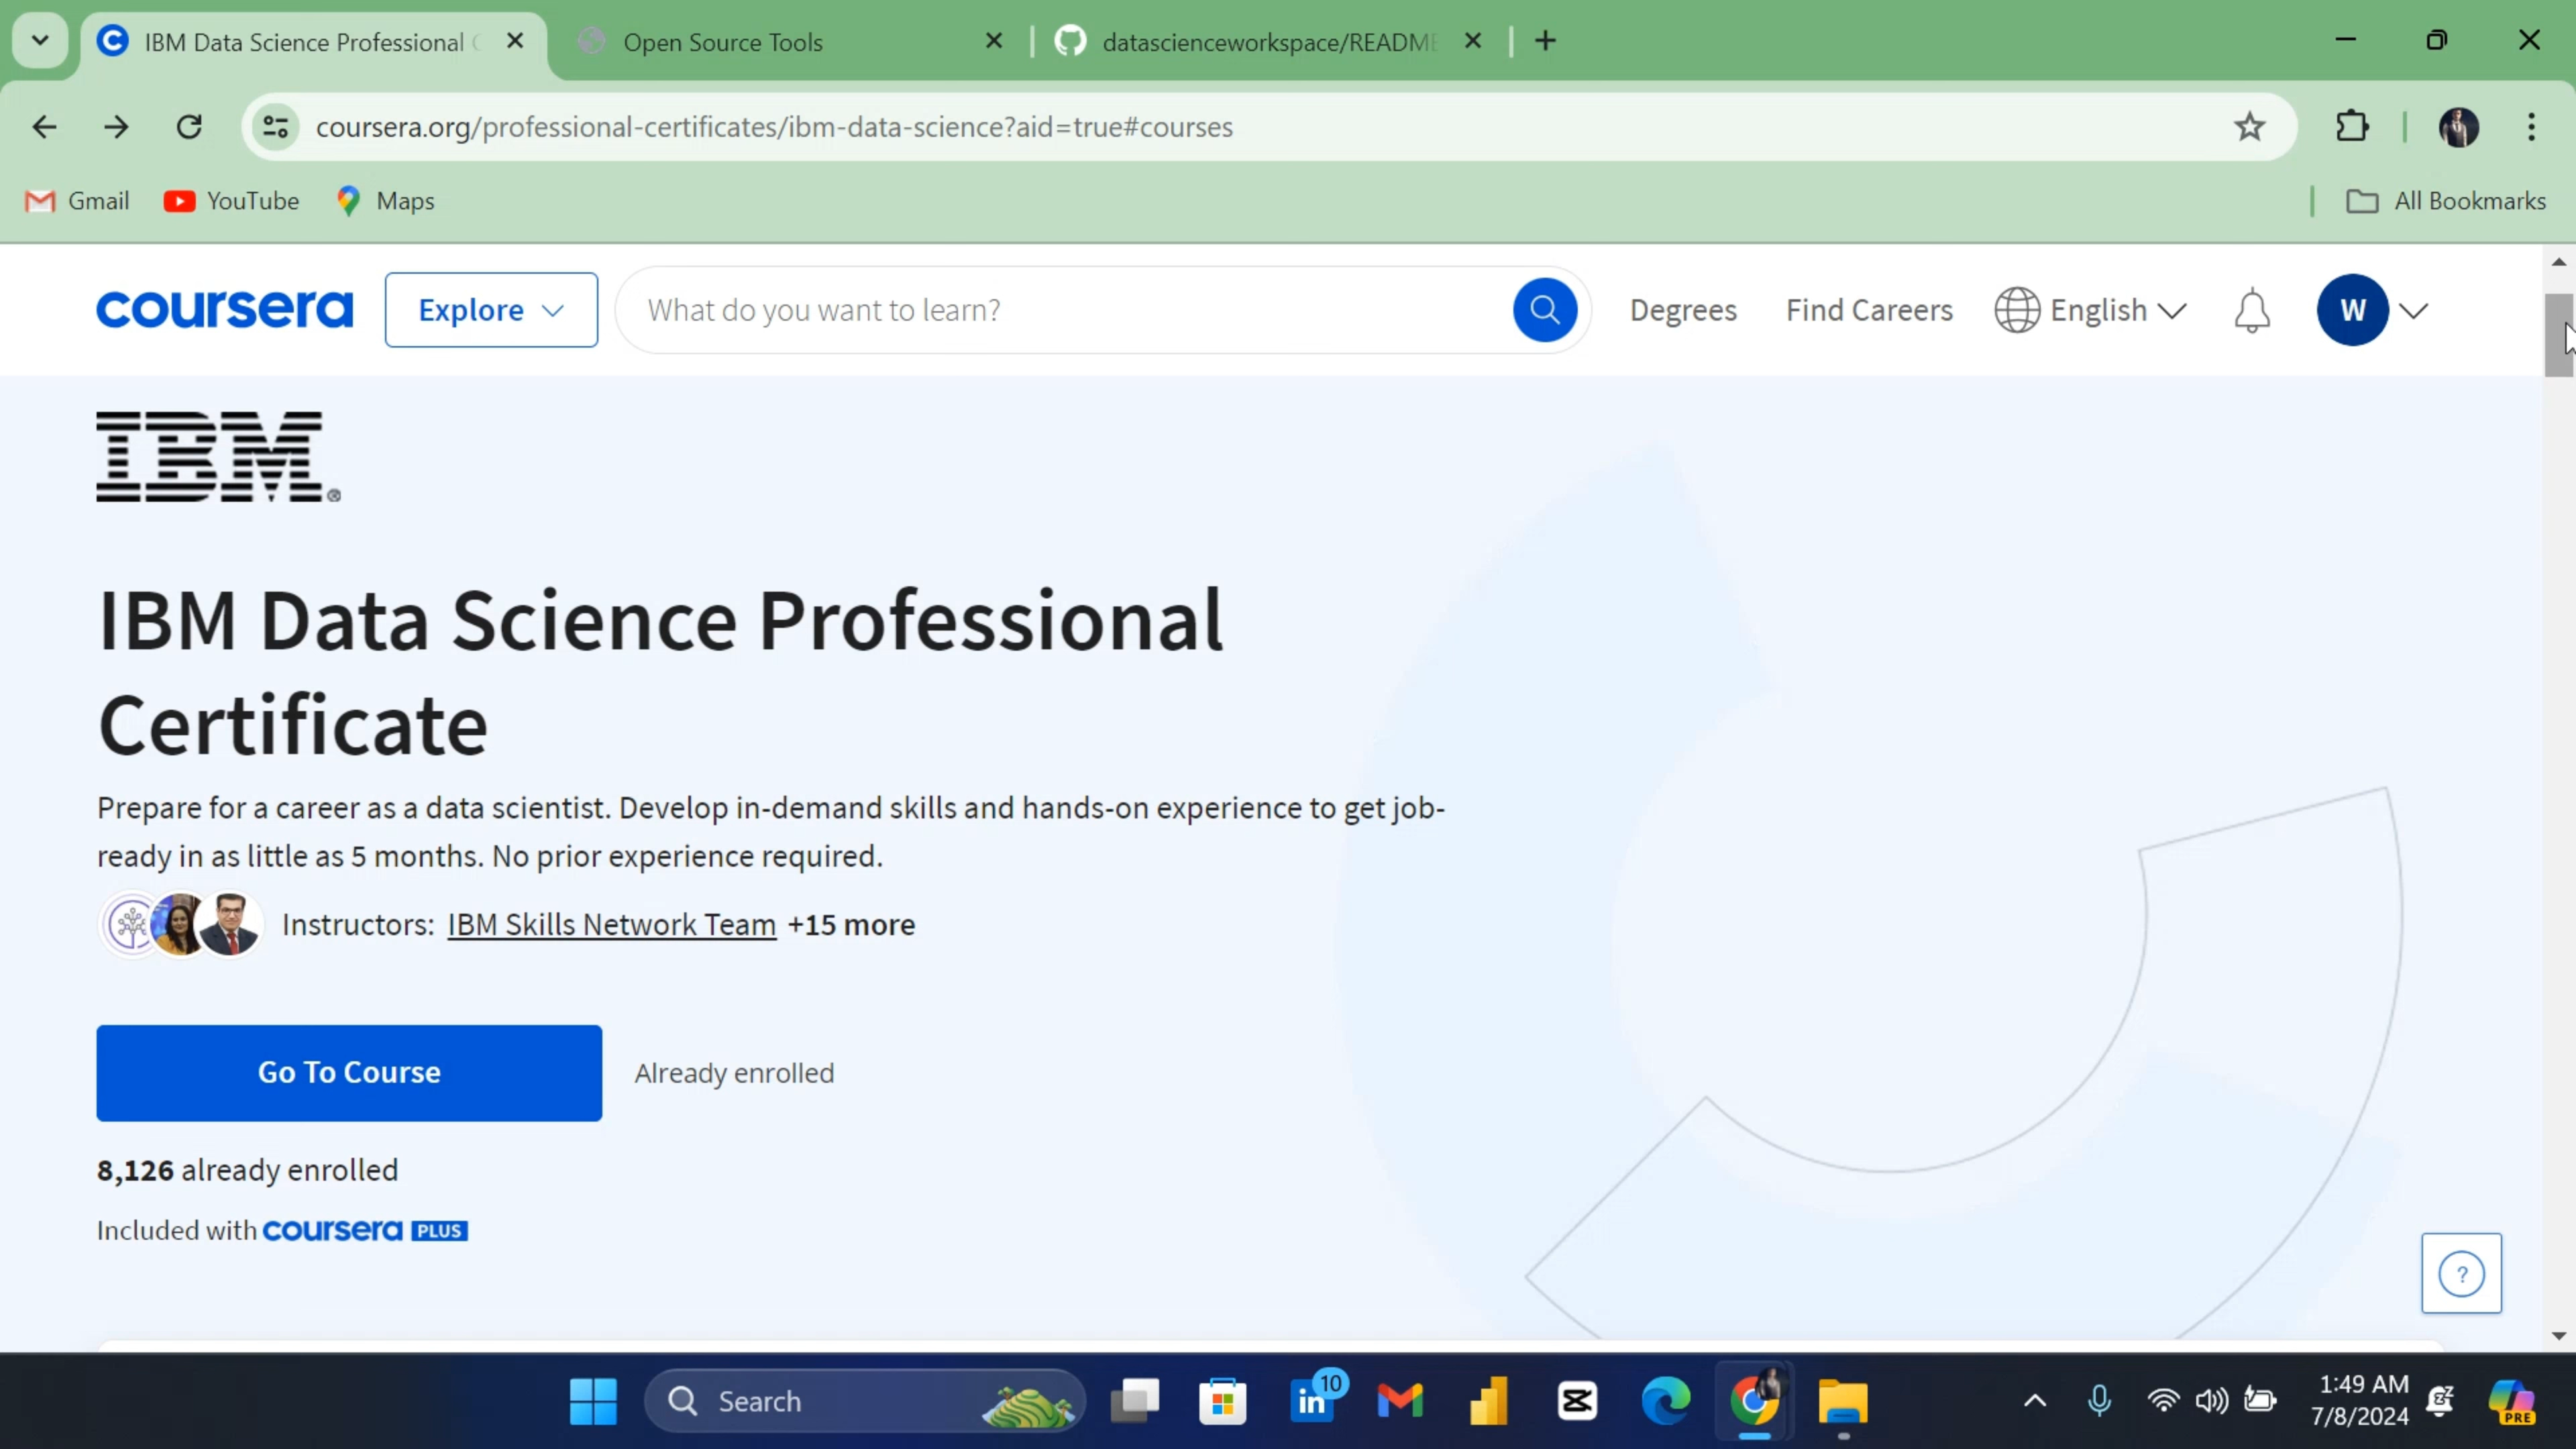 IBM Data Science Professional
Open Source Tools
datascienceworkspace/README
coursera.org/professional-certificates/ibm-data-science?aid=true#courses
Gmail
YouTube
Maps
All Bookmarks
coursera
Explore
What do you want to learn?
Degrees
Find Careers
English
W
IBM®
IBM Data Science Professional
Certificate
Prepare for a career as a data scientist. Develop in-demand skills and hands-on experience to get job-
ready in as little as 5 months. No prior experience required.
Instructors: IBM Skills Network Team +15 more
Go To Course
Already enrolled
8,126 already enrolled
Included with coursera PLUS
?
Search
in
10
1:49 AM
7/8/2024
PRE